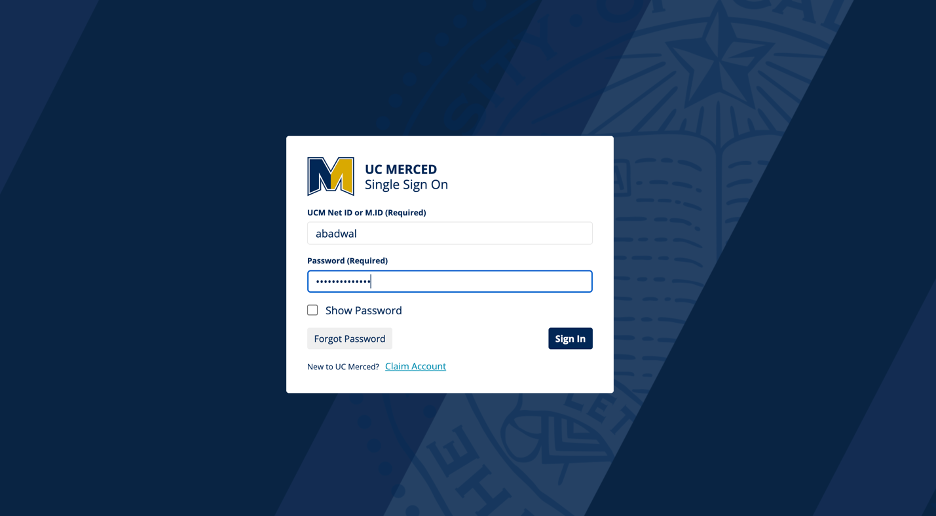 UC MERCED
Single Sign On
UCM Net ID or M.ID (Required)
abadwal
Password (Required)
••••••••••••••
Show Password
Forgot Password
Sign In
New to UC Merced? Claim Account